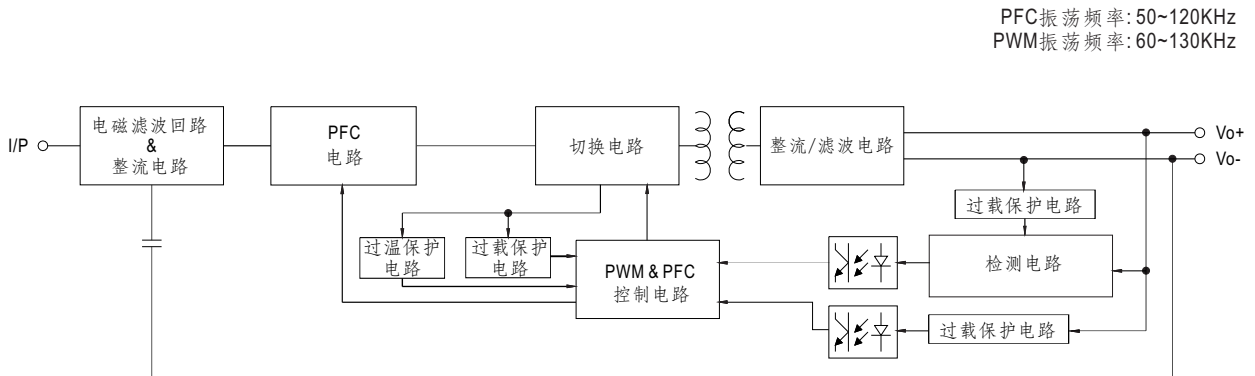 PFC振荡频率:50~120KHz
PWM振荡频率:60~130KHz
I/P
电磁滤波回路
&
整流电路
PFC
电路
切换电路
整流/滤波电路
Vo+
Vo-
过载保护电路
过温保护
电路
过载保护
电路
PWM & PFC
控制电路
检测电路
过载保护电路